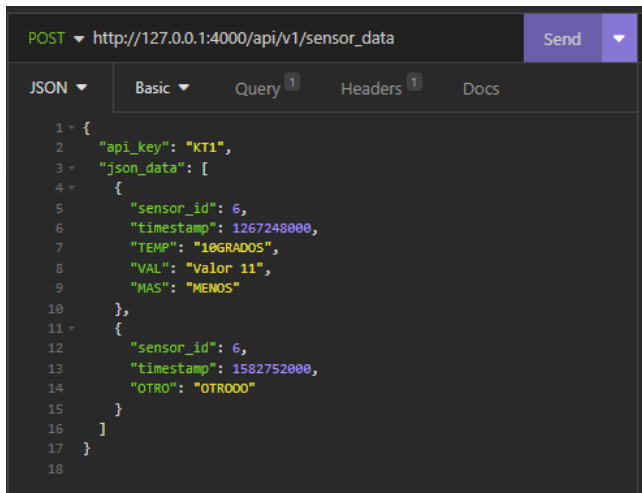 POST http://127.0.0.1:4000/api/v1/sensor_data Send
JSON Basic Query 1 Headers 1 Docs
1 {
2 "api_key": "KT1",
3 "json_data": [
4 {
5 "sensor_id": 6,
6 "timestamp": 1267248000,
7 "TEMP": "10GRADOS",
8 "VAL": "Valor 11",
9 "MAS": "MENOS"
10 },
11 {
12 "sensor_id": 6,
13 "timestamp": 1582752000,
14 "OTRO": "OTROOO"
15 }
16 ]
17 }
18